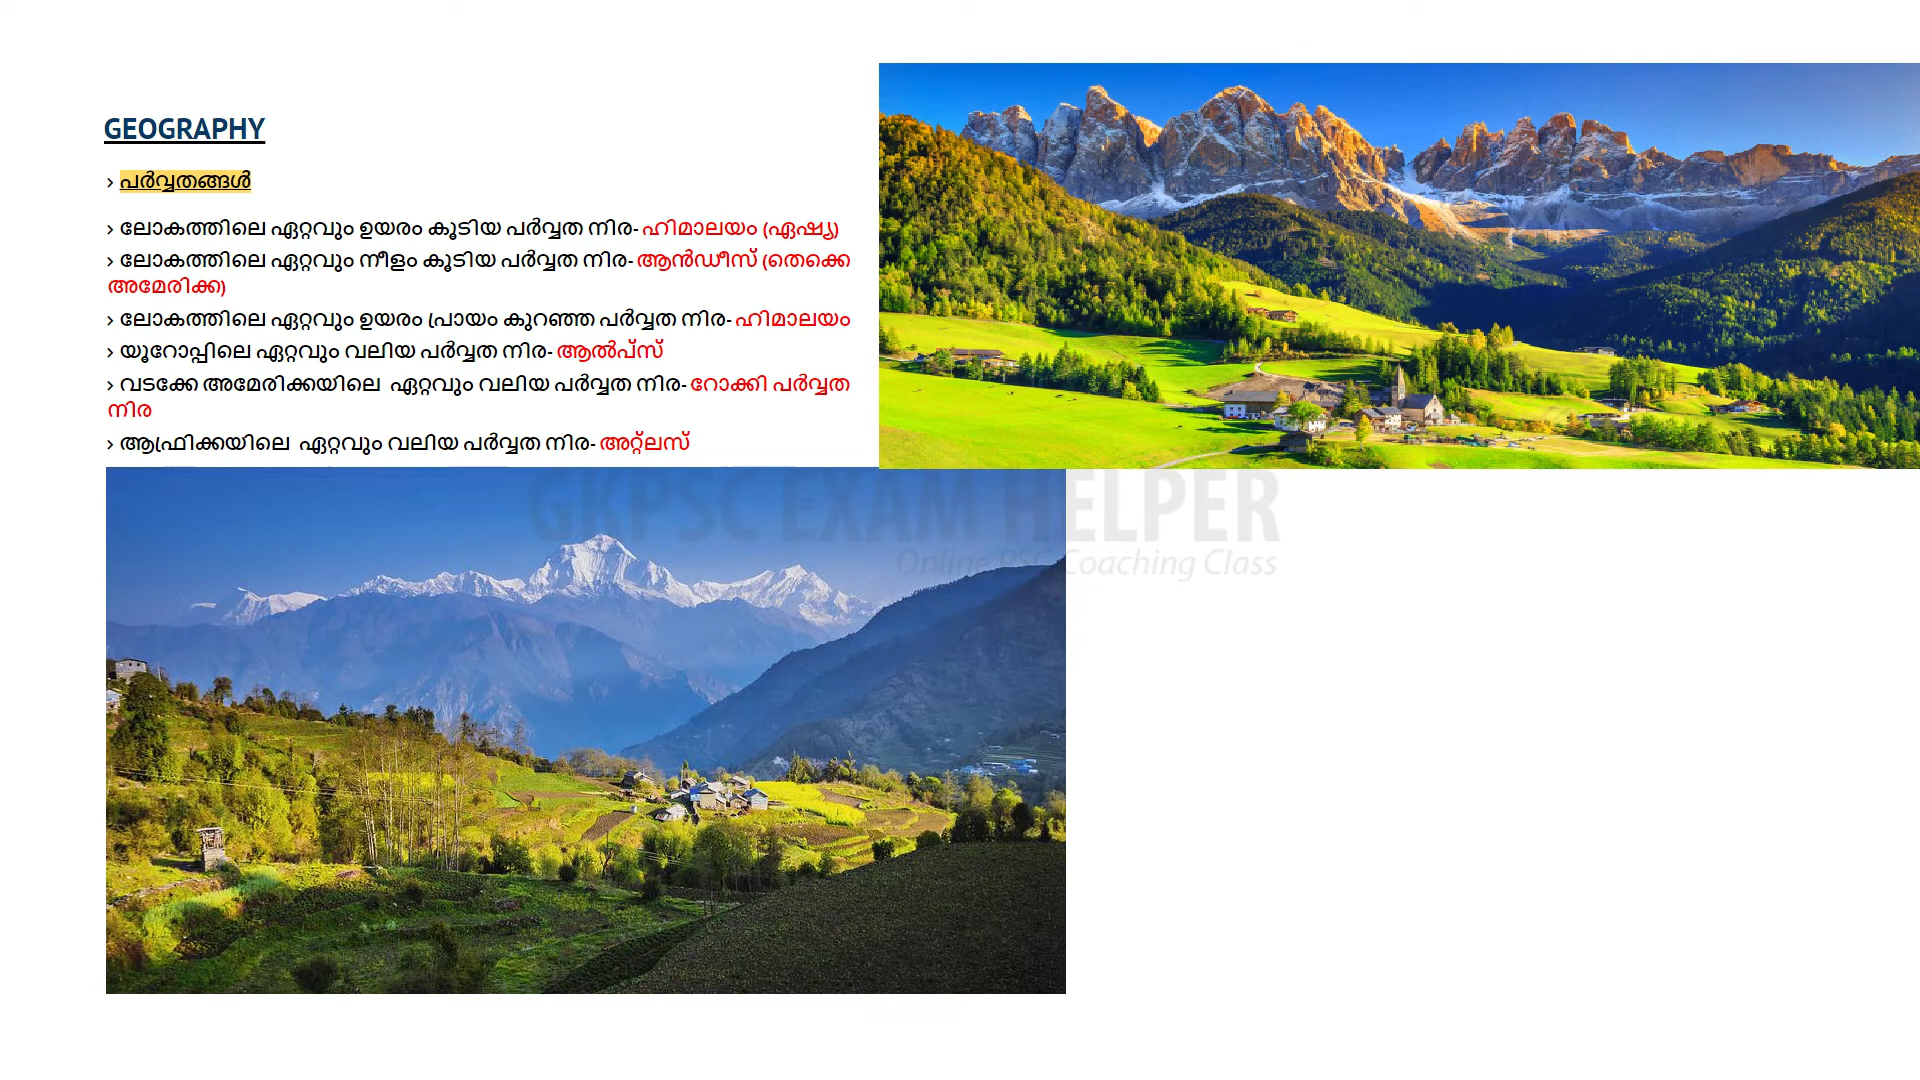 GEOGRAPHY
› പർവ്വതങ്ങൾ
› ലോകത്തിലെ ഏറ്റവും ഉയരം കൂടിയ പർവ്വത നിര- ഹിമാലയം (ഏഷ്യ)
› ലോകത്തിലെ ഏറ്റവും നീളം കൂടിയ പർവ്വത നിര- ആൻഡീസ് (തെക്കെ
അമേരിക്ക)
› ലോകത്തിലെ ഏറ്റവും ഉയരം പ്രായം കുറഞ്ഞ പർവ്വത നിര- ഹിമാലയം
› യൂറോപ്പിലെ ഏറ്റവും വലിയ പർവ്വത നിര- ആൽപ്സ്
› വടക്കേ അമേരിക്കയിലെ ഏറ്റവും വലിയ പർവ്വത നിര- റോക്കി പർവ്വത
നിര
› ആഫ്രിക്കയിലെ ഏറ്റവും വലിയ പർവ്വത നിര- അറ്റ്ലസ്
GKPSC EXAM HELPER
Online PSC Coaching Class